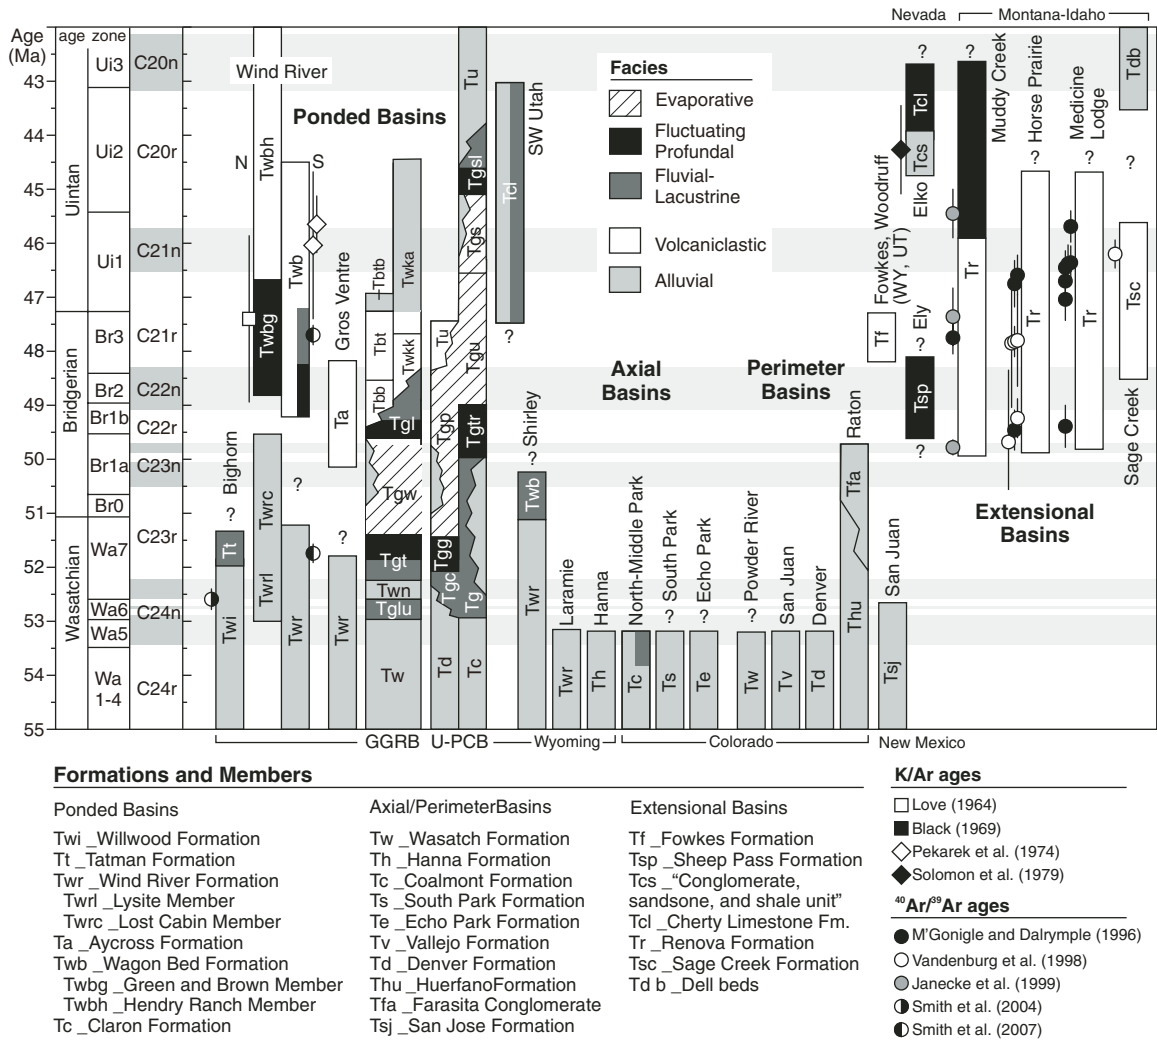 Nevada
Montana-Idaho
Age
(Ma)
age
zone
43
44
45
46
47
48
49
50
51
52
53
54
55
Uintan
Bridgerian
Wasatchian
Ui3
Ui2
Ui1
Br3
Br2
Br1b
Br1a
Br0
Wa7
Wa6
Wa5
Wa
1-4
C20n
C20r
C21n
C21r
C22n
C22r
C23n
C23r
C24n
C24r
Wind River
Ponded Basins
N
S
Bighorn
?
Tt
Twi
Twbh
Twbg
Twrc
Twrl
Twb
?
Twr
Gros Ventre
Ta
?
Twr
Tbtb
Twka
Tbt
Twkk
Tbb
Tgl
Tgw
Tgt
Twn
Tglu
Tw
Tu
Tgp
Tgg
Tgc
Td
Tu
Tgsl
Tgs
Tgu
Tgtr
Tg
Tc
SW Utah
Tcl
?
Shirley
?
Twb
Twr
Facies
Evaporative
Fluctuating
Profundal
Fluvial-
Lacustrine
Volcaniclastic
Alluvial
Axial
Basins
Perimeter
Basins
Extensional
Basins
Laramie
Twr
Hanna
Th
North-Middle Park
Tc
South Park
?
Ts
Echo Park
?
Te
Powder River
?
Tw
San Juan
Tv
Denver
Td
Raton
Tfa
Thu
San Juan
Tsj
Fowkes, Woodruff
(WY, UT)
Tf
?
Tcl
Tcs
Elko
Ely
?
Tsp
?
?
Muddy Creek
Tr
Horse Prairie
?
Tr
Medicine
Lodge
?
Tr
Tdb
?
Tsc
Sage Creek
GGRB
U-PCB
Wyoming
Colorado
New Mexico
Formations and Members
Ponded Basins
Twi _Willwood Formation
Tt _Tatman Formation
Twr _Wind River Formation
Twrl _Lysite Member
Twrc _Lost Cabin Member
Ta _Aycross Formation
Twb _Wagon Bed Formation
Twbg _Green and Brown Member
Twbh _Hendry Ranch Member
Tc _Claron Formation
Axial/PerimeterBasins
Tw _Wasatch Formation
Th _Hanna Formation
Tc _Coalmont Formation
Ts _South Park Formation
Te _Echo Park Formation
Tv _Vallejo Formation
Td _Denver Formation
Thu _HuerfanoFormation
Tfa _Farasita Conglomerate
Tsj _San Jose Formation
Extensional Basins
Tf _Fowkes Formation
Tsp _Sheep Pass Formation
Tcs _“Conglomerate,
sandsone, and shale unit”
Tcl _Cherty Limestone Fm.
Tr _Renova Formation
Tsc _Sage Creek Formation
Td b _Dell beds
K/Ar ages
Love (1964)
Black (1969)
Pekarek et al. (1974)
Solomon et al. (1979)
40Ar/39Ar ages
M’Gonigle and Dalrymple (1996)
Vandenburg et al. (1998)
Janecke et al. (1999)
Smith et al. (2004)
Smith et al. (2007)